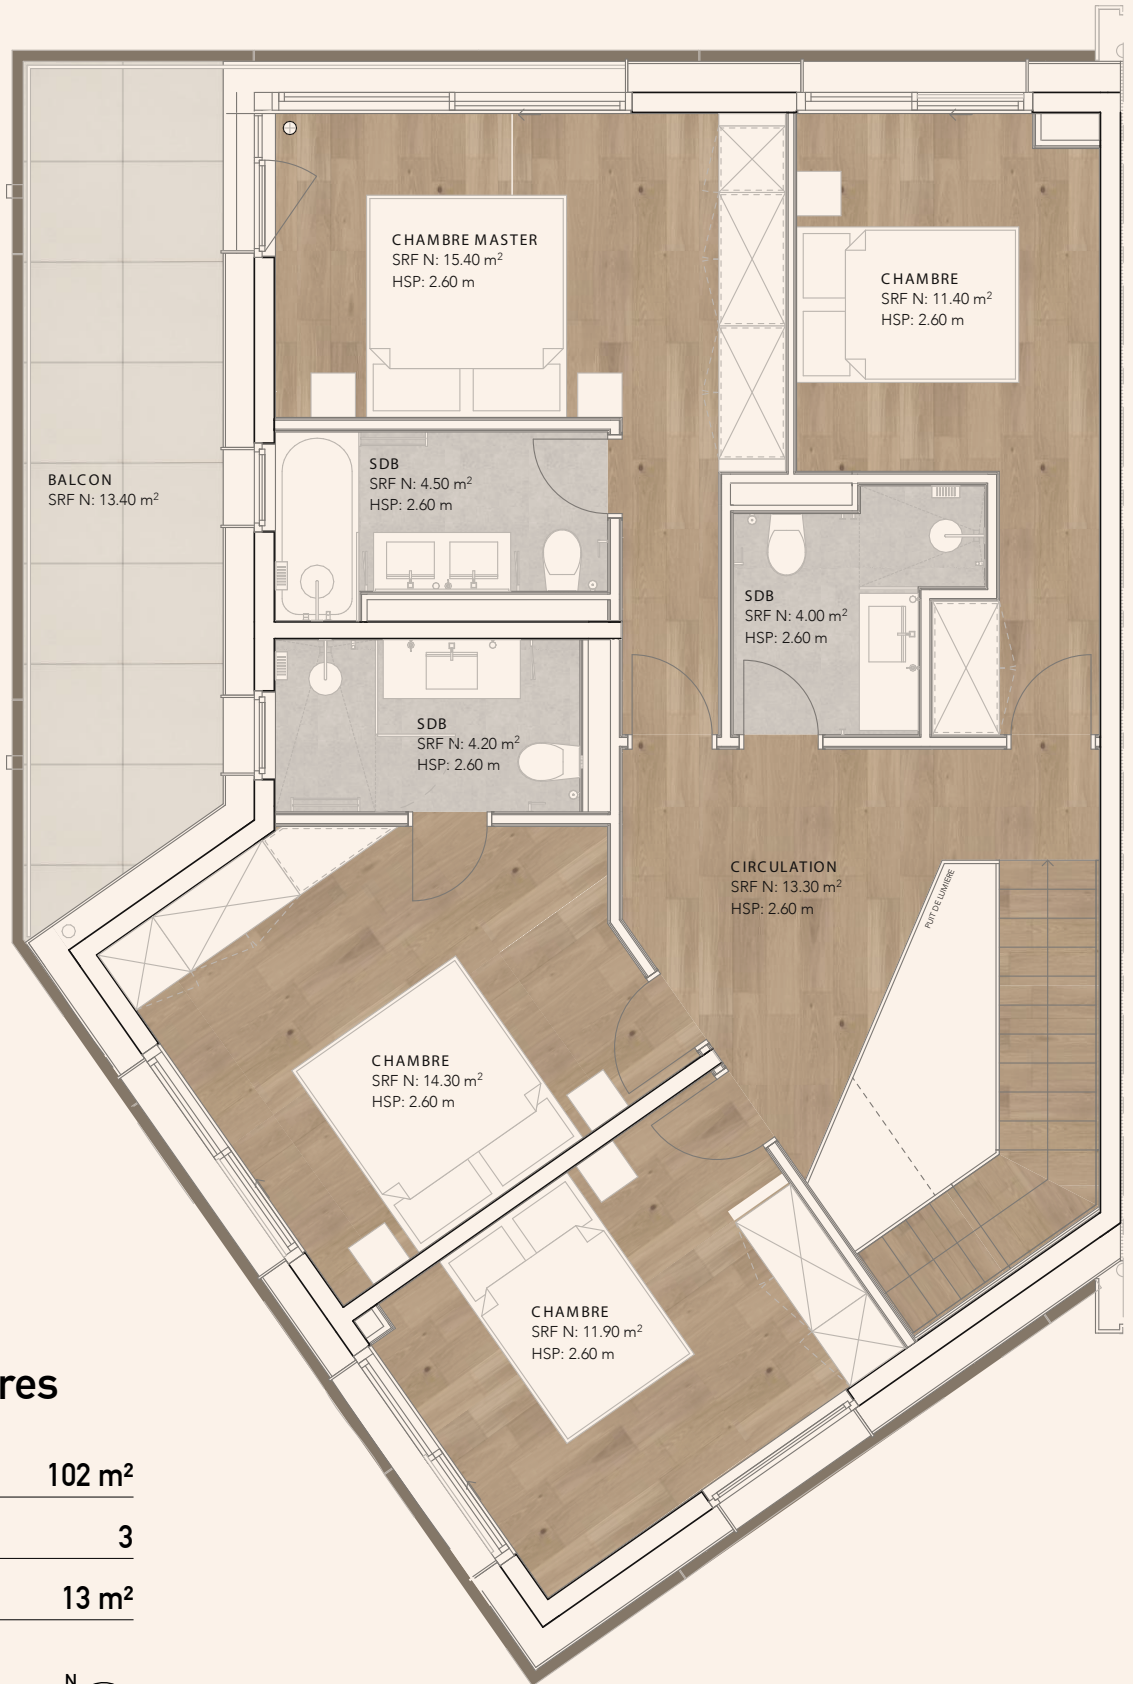 CHAMBRE MASTER
SRF N: 15.40 m²
HSP: 2.60 m
CHAMBRE
SRF N: 11.40 m²
HSP: 2.60 m
BALCON
SRF N: 13.40 m²
SDB
SRF N: 4.50 m²
HSP: 2.60 m
SDB
SRF N: 4.00 m²
HSP: 2.60 m
SDB
SRF N: 4.20 m²
HSP: 2.60 m
CIRCULATION
SRF N: 13.30 m²
HSP: 2.60 m
PUIT DE LUMIÈRE
CHAMBRE
SRF N: 14.30 m²
HSP: 2.60 m
CHAMBRE
SRF N: 11.90 m²
HSP: 2.60 m
res
102 m²
3
13 m²
N